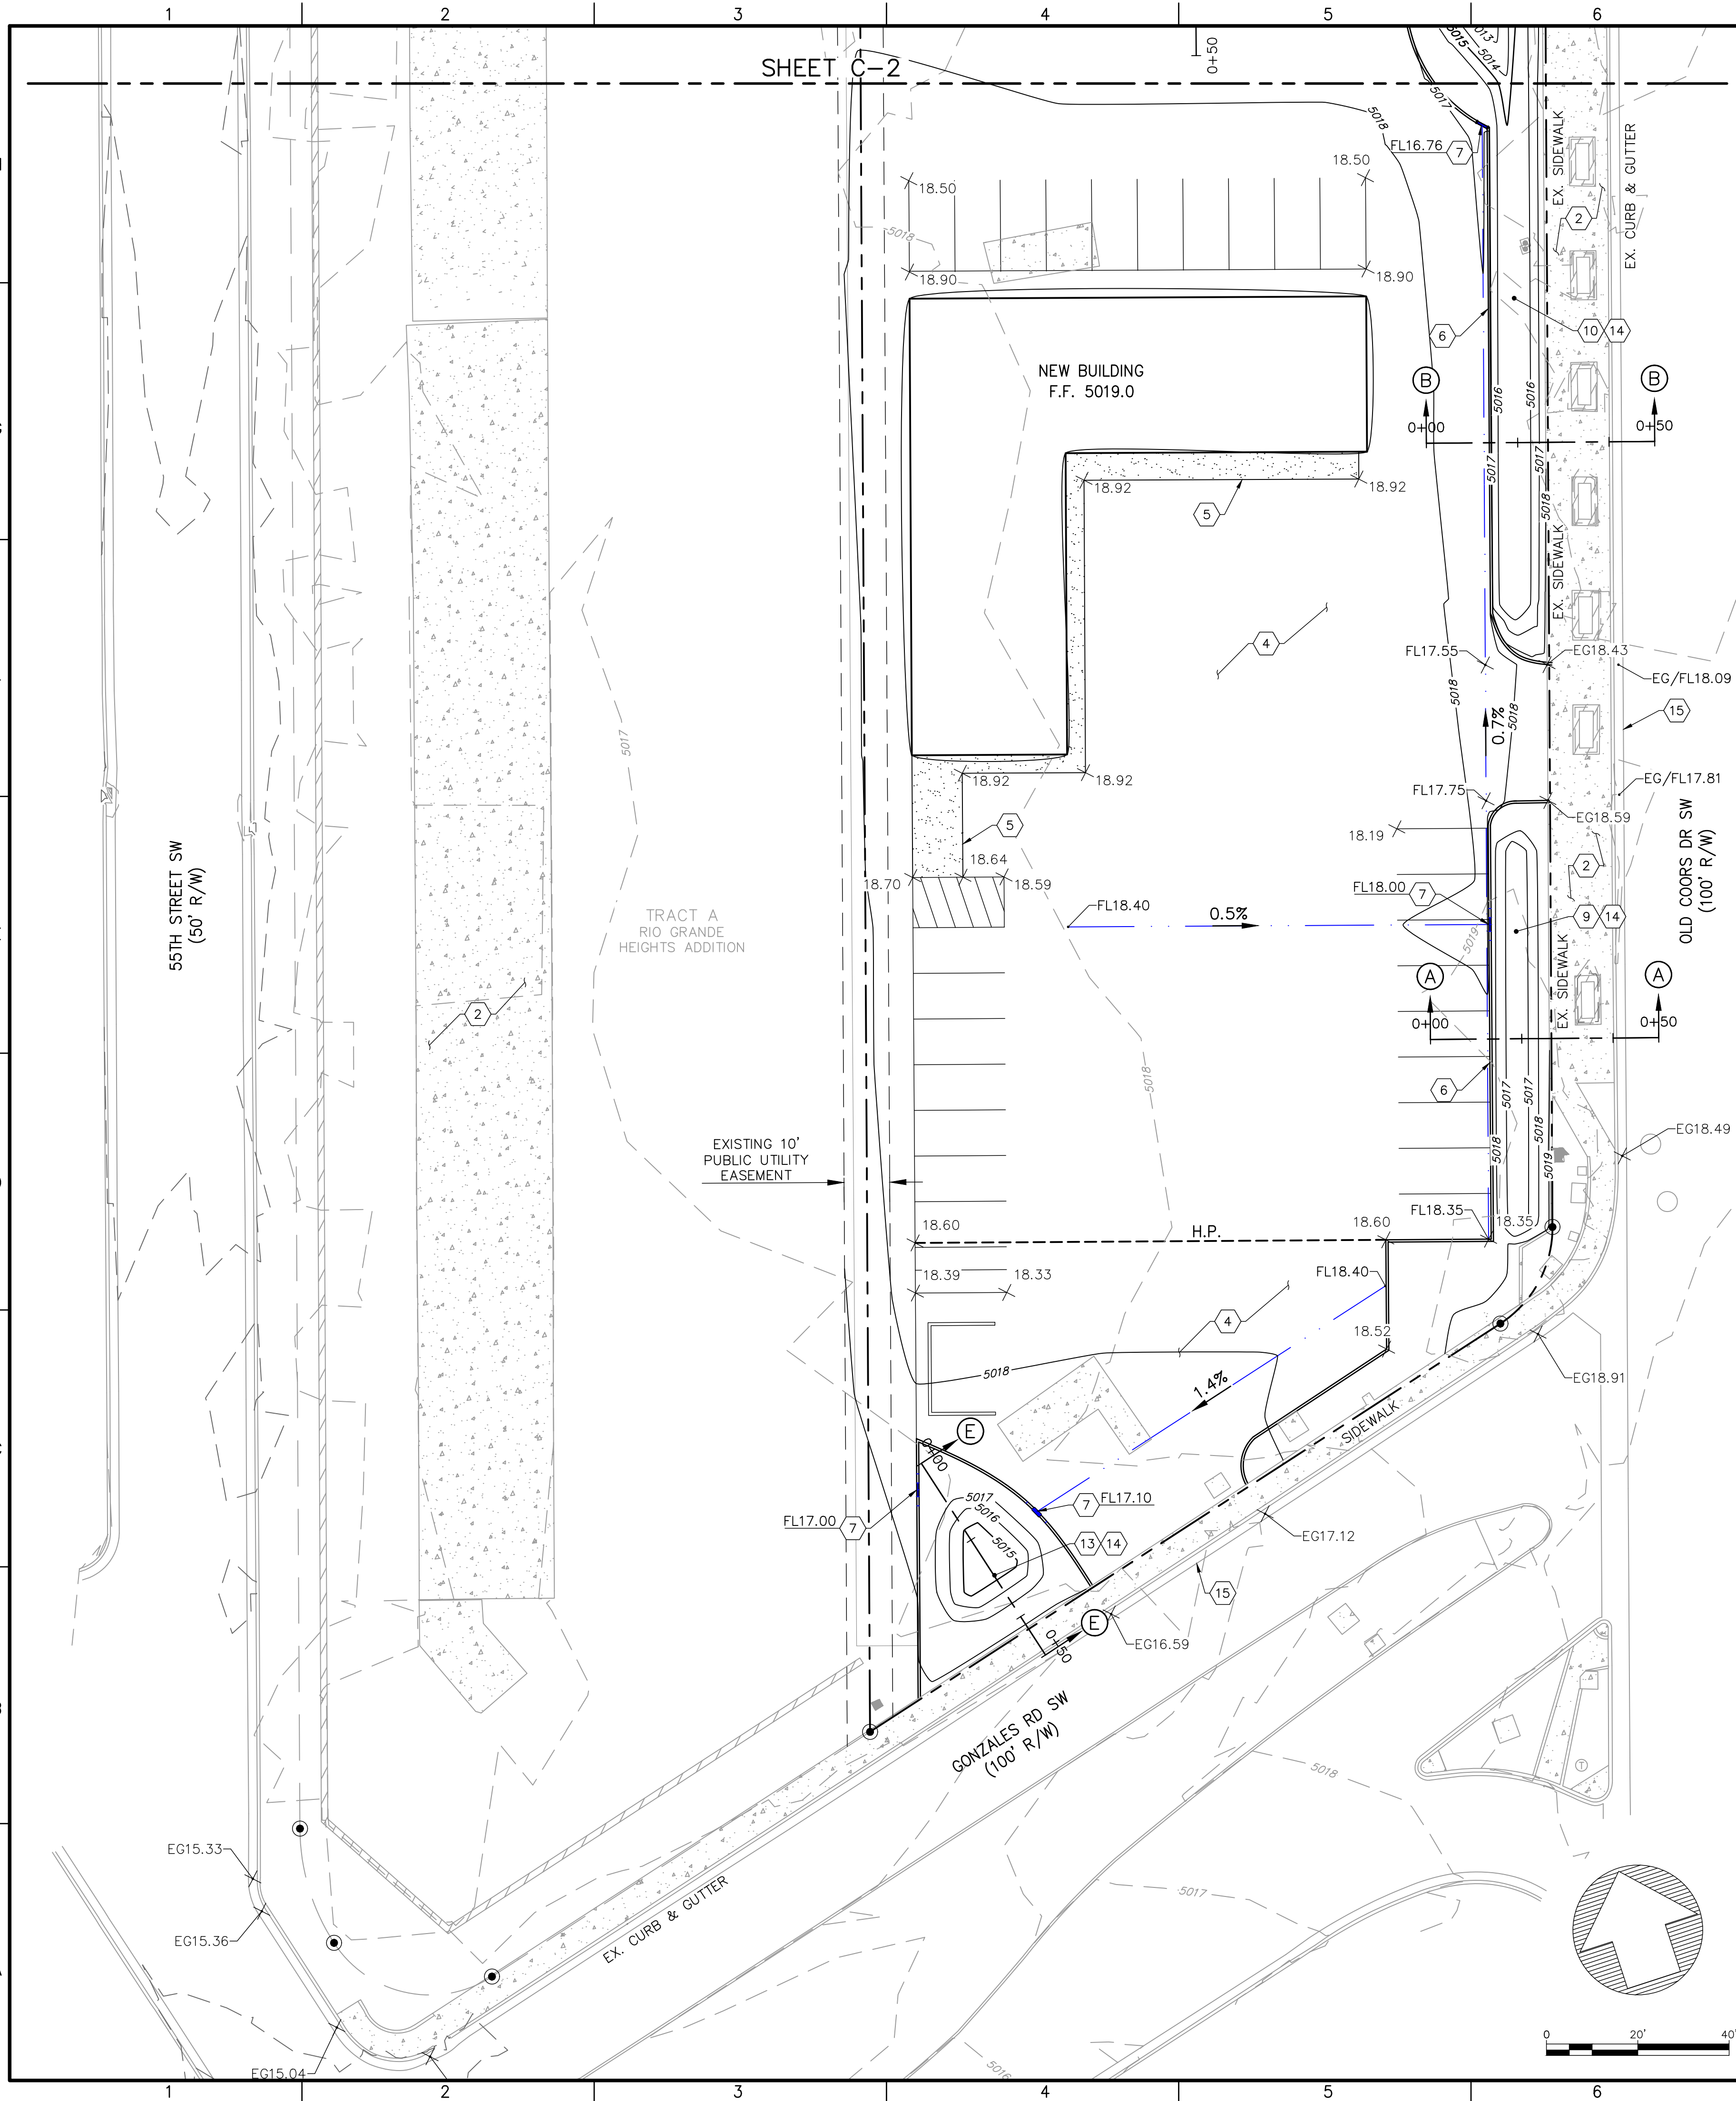 1 2 3 4 5 6
SHEET C-2
0+50
5013
5015
5014
5017
5018
FL16.76
7
EX. SIDEWALK
EX. CURB & GUTTER
18.50
18.50
2
5018
18.90
18.90
10 14
6
NEW BUILDING
F.F. 5019.0
B
B
5016
5016
0+00
0+50
5017
5017
18.92
18.92
5018
5
EX. SIDEWALK
4
FL17.55
EG18.43
EG/FL18.09
5018
15
0.7%
5018
5017
18.92
18.92
FL17.75
EG/FL17.81
EG18.59
5
18.19
2
18.64
18.70
18.59
FL18.00
7
55TH STREET SW
(50' R/W)
OLD COORS DR SW
(100' R/W)
TRACT A
RIO GRANDE
HEIGHTS ADDITION
FL18.40
0.5%
9 14
5019
EX. SIDEWALK
A
A
2
0+00
0+50
5018
6
5017
5017
EG18.49
EXISTING 10'
PUBLIC UTILITY
EASEMENT
5018
5018
5019
FL18.35
18.60
18.60
18.35
H.P.
18.39
18.33
FL18.40
4
18.52
5018
EG18.91
1.4%
SIDEWALK
E
0+00
5017
5016
FL17.00
7
7
FL17.10
5015
13 14
EG17.12
15
E
EG16.59
0+50
GONZALES RD SW
(100' R/W)
5018
T
EG15.33
5017
EX. CURB & GUTTER
EG15.36
0 20' 40'
5016
EG15.04
1 2 3 4 5 6